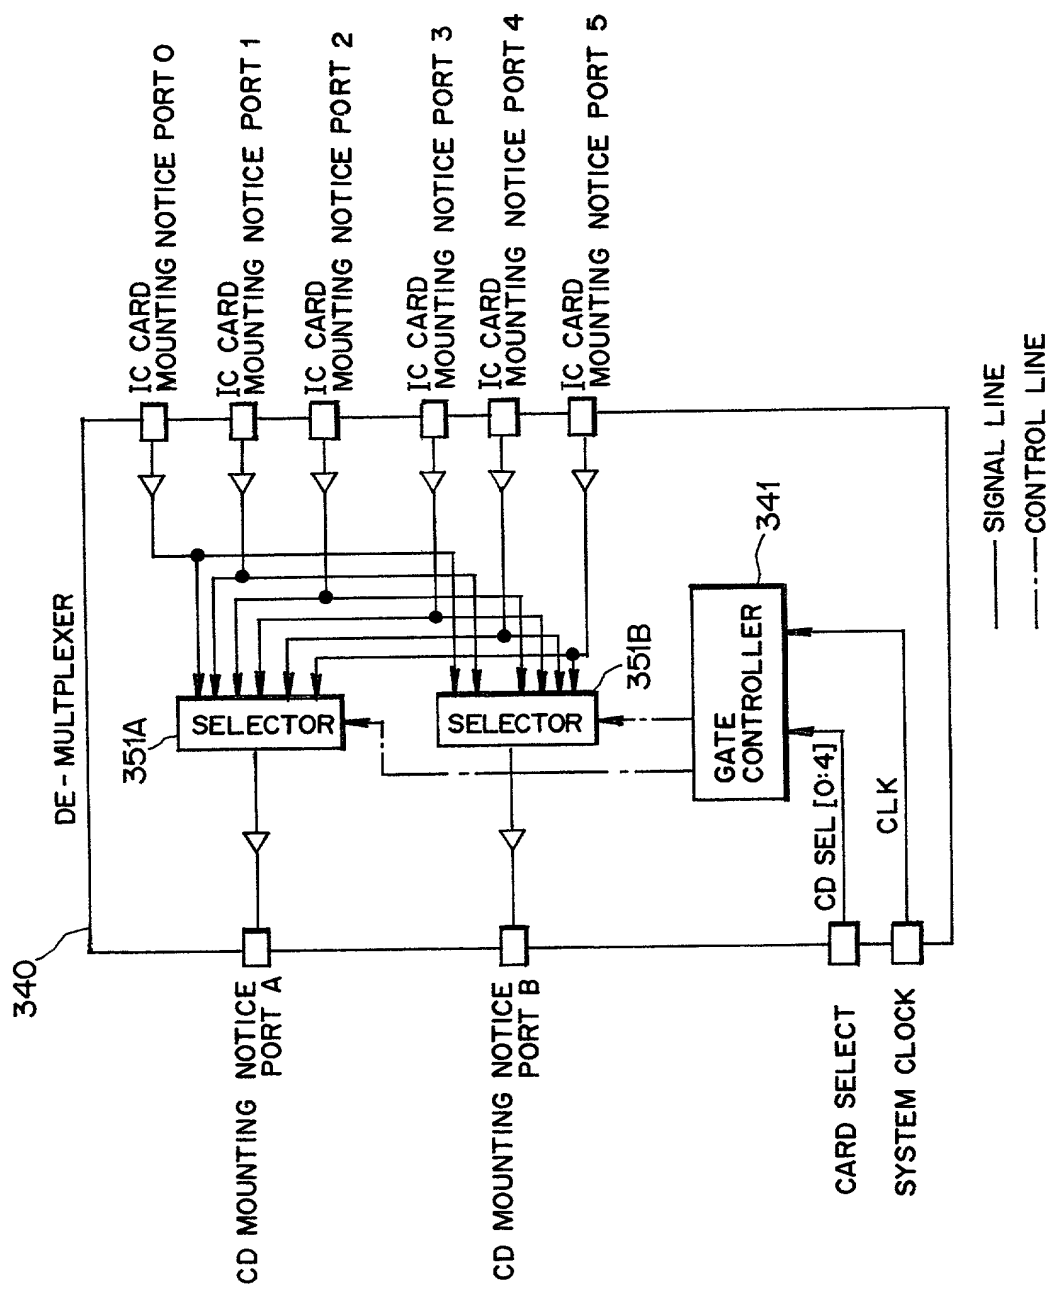 340
DE-MULTPLEXER
IC CARD
MOUNTING NOTICE PORT 0
IC CARD
MOUNTING NOTICE PORT 1
IC CARD
MOUNTING NOTICE PORT 2
IC CARD
MOUNTING NOTICE PORT 3
IC CARD
MOUNTING NOTICE PORT 4
IC CARD
MOUNTING NOTICE PORT 5
351A
SELECTOR
351B
SELECTOR
CD MOUNTING NOTICE
PORT A
CD MOUNTING NOTICE
PORT B
341
GATE
CONTROLLER
CD SEL [0:4]
CLK
CARD SELECT
SYSTEM CLOCK
SIGNAL LINE
CONTROL LINE